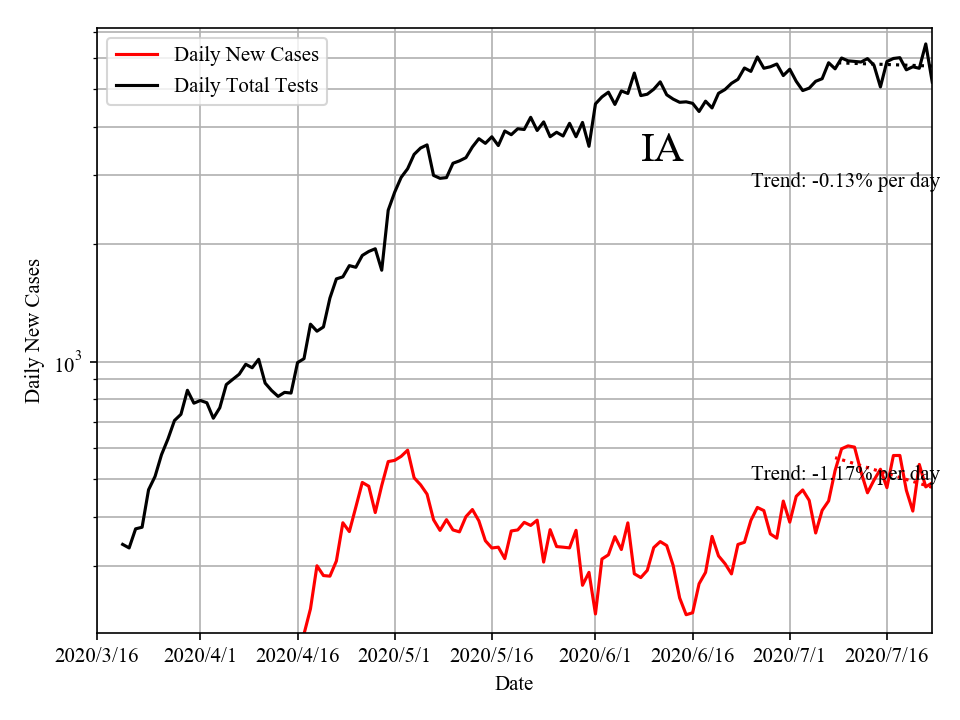 Daily New Cases
Daily Total Tests
IA
Trend: -0.13% per day
Daily New Cases
10^3
Trend: -1.17% per day
2020/3/16 2020/4/1 2020/4/16 2020/5/1 2020/5/16 2020/6/1 2020/6/16 2020/7/1 2020/7/16
Date